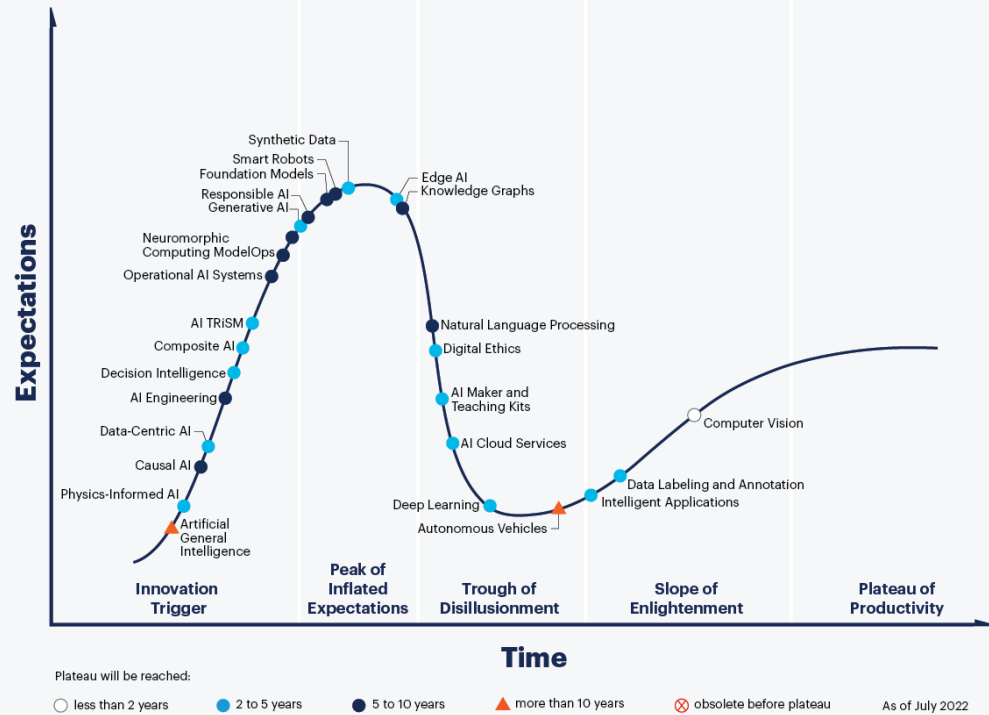 Expectations
Synthetic Data
Smart Robots
Foundation Models
Responsible AI
Generative AI
Neuromorphic
Computing ModelOps
Operational AI Systems
AI TRiSM
Composite AI
Decision Intelligence
AI Engineering
Data-Centric AI
Causal AI
Physics-Informed AI
Artificial
General
Intelligence
Edge AI
Knowledge Graphs
Natural Language Processing
Digital Ethics
AI Maker and
Teaching Kits
AI Cloud Services
Deep Learning
Autonomous Vehicles
Computer Vision
Data Labeling and Annotation
Intelligent Applications
Innovation
Trigger
Peak of
Inflated
Expectations
Trough of
Disillusionment
Slope of
Enlightenment
Plateau of
Productivity
Time
Plateau will be reached:
less than 2 years
2 to 5 years
5 to 10 years
more than 10 years
obsolete before plateau
As of July 2022